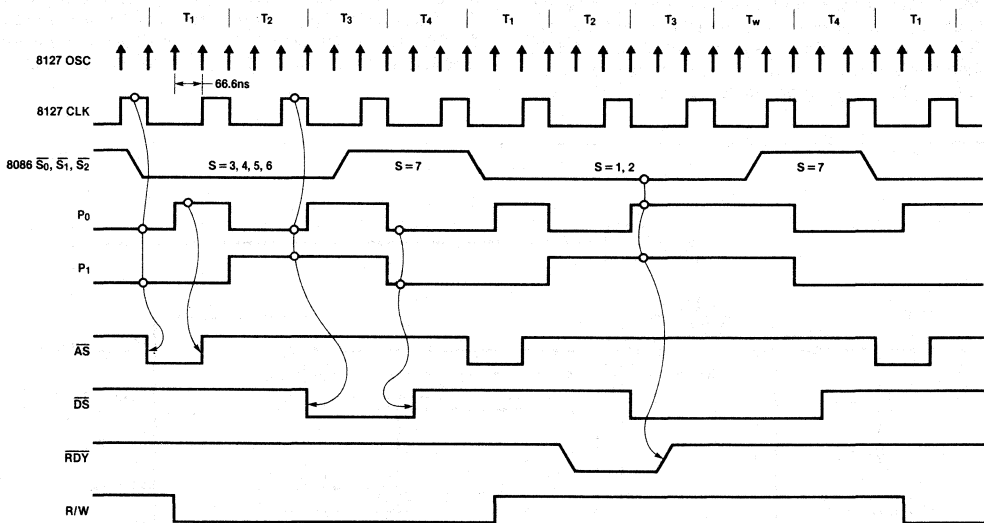 T1 T2 T3 T4 T1 T2 T3 TW T4 T1
8127 OSC
66.6ns
8127 CLK
8086 S̅0, S̅1, S̅2 S = 3, 4, 5, 6 S = 7 S = 1, 2 S = 7
P0
P1
A̅S̅
D̅S̅
R̅D̅Y̅
R/W